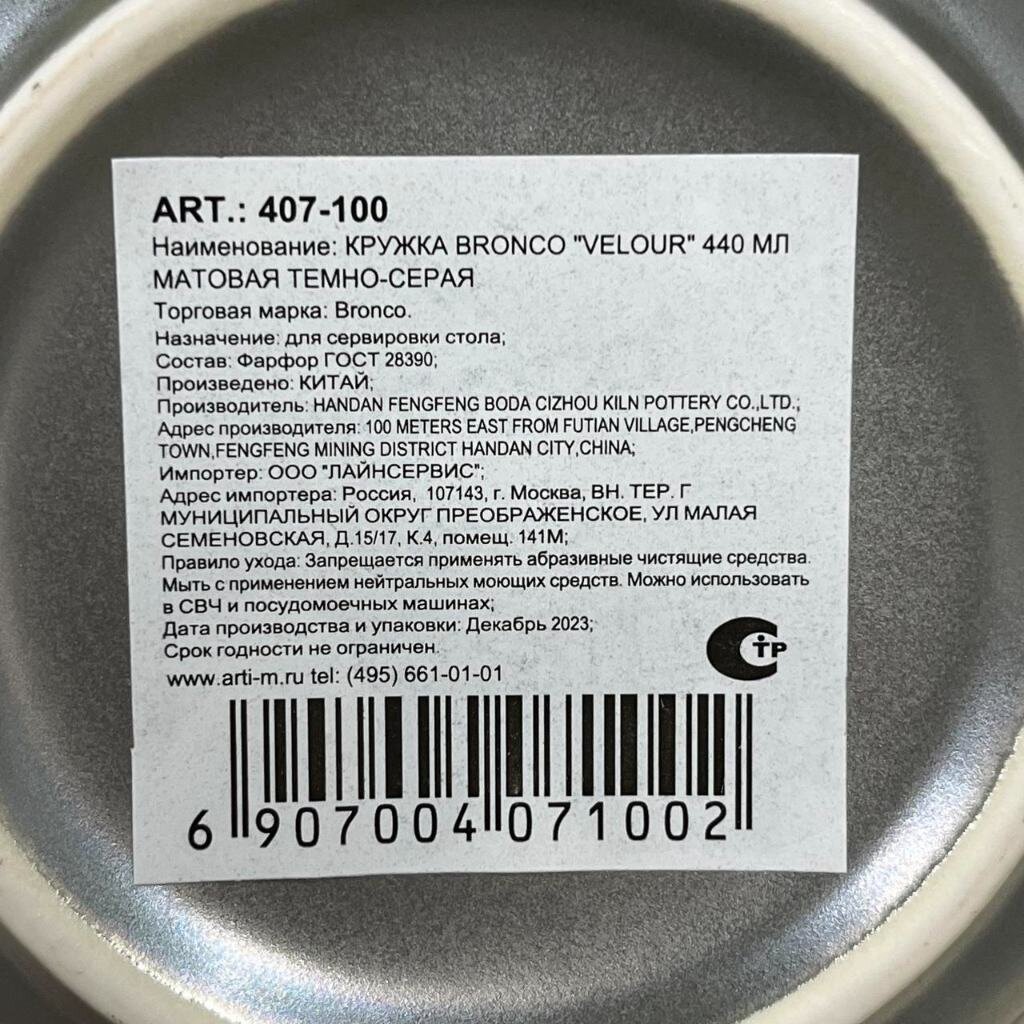 ART.: 407-100
Наименование: КРУЖКА BRONCO "VELOUR" 440 МЛ
МАТОВАЯ ТЕМНО-СЕРАЯ
Торговая марка: Bronco.
Назначение: для сервировки стола;
Состав: Фарфор ГОСТ 28390;
Произведено: КИТАЙ;
Производитель: HANDAN FENGFENG BODA CIZHOU KILN POTTERY CO.,LTD.;
Адрес производителя: 100 METERS EAST FROM FUTIAN VILLAGE,PENGCHENG
TOWN,FENGFENG MINING DISTRICT HANDAN CITY,CHINA;
Импортер: ООО "ЛАЙНСЕРВИС";
Адрес импортера: Россия, 107143, г. Москва, ВН. ТЕР. Г
МУНИЦИПАЛЬНЫЙ ОКРУГ ПРЕОБРАЖЕНСКОЕ, УЛ МАЛАЯ
СЕМЕНОВСКАЯ, Д.15/17, К.4, помещ. 141М;
Правило ухода: Запрещается применять абразивные чистящие средства.
Мыть с применением нейтральных моющих средств. Можно использовать
в СВЧ и посудомоечных машинах;
Дата производства и упаковки: Декабрь 2023;
Срок годности не ограничен.
www.arti-m.ru tel: (495) 661-01-01
СТР
6 907004 071002